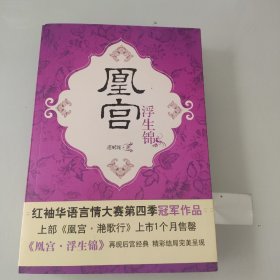 凰宫
浮生锦
红袖华语言情大赛第四季冠军作品
上部《凰宫·滟歌行》上市1个月售罄
《凰宫·浮生锦》再现后宫经典 精彩结局完美呈现